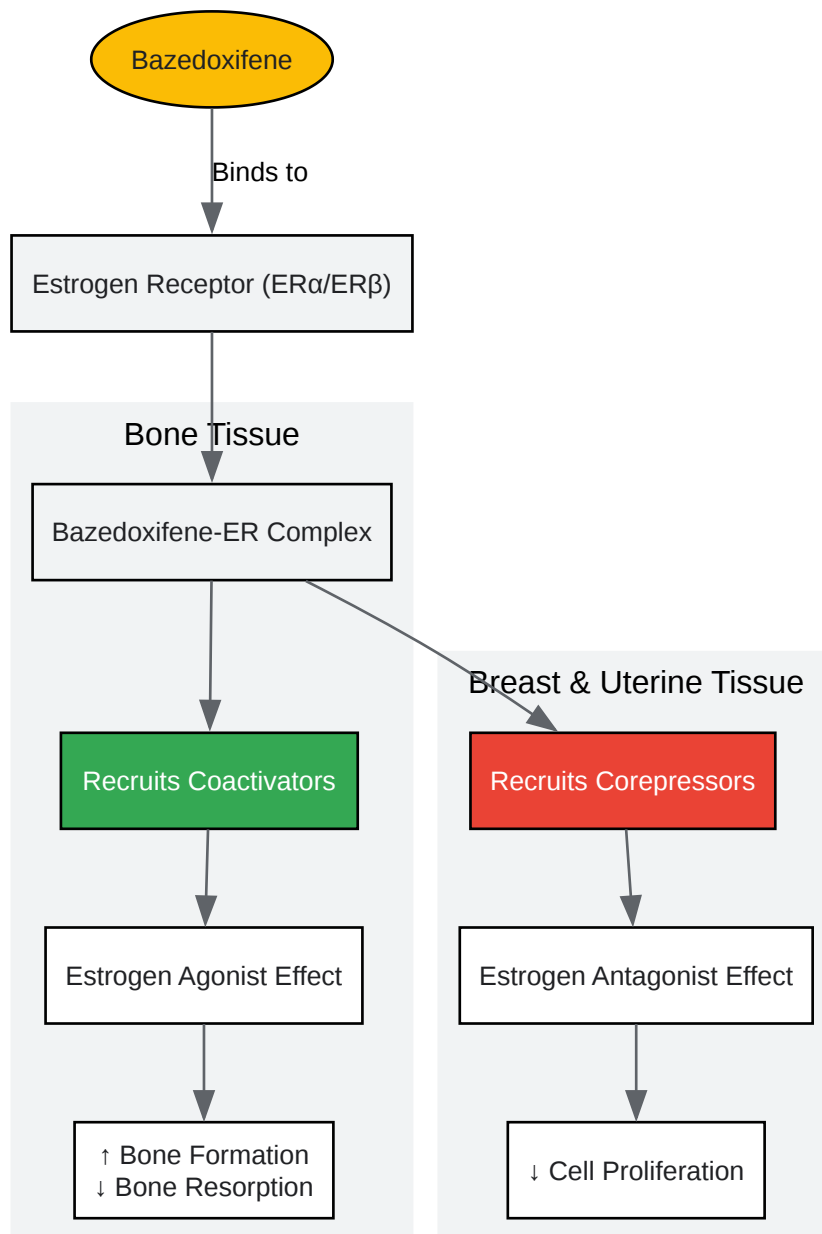 Bazedoxifene
Binds to
Estrogen Receptor (ERα/ERβ)
Bone Tissue
Bazedoxifene-ER Complex
Breast & Uterine Tissue
Recruits Coactivators
Recruits Corepressors
Estrogen Agonist Effect
Estrogen Antagonist Effect
↑ Bone Formation
↓ Bone Resorption
↓ Cell Proliferation